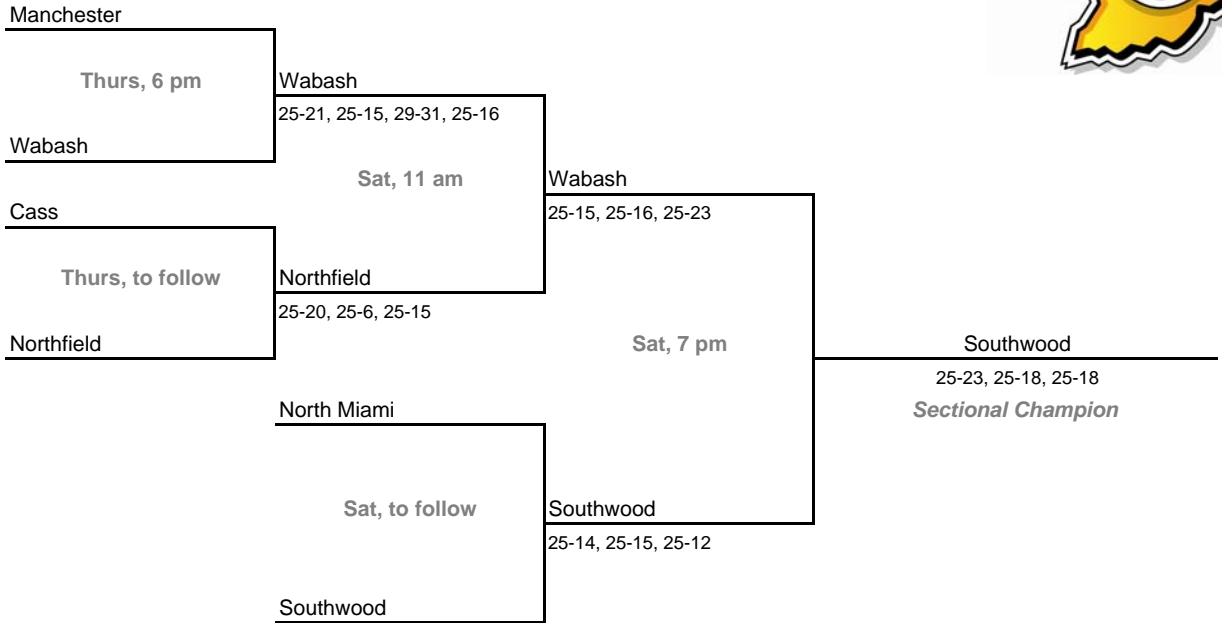 Manchester
Thurs, 6 pm
Wabash
25-21, 25-15, 29-31, 25-16
Wabash
Sat, 11 am
Wabash
Cass
25-15, 25-16, 25-23
Thurs, to follow
Northfield
25-20, 25-6, 25-15
Northfield
Sat, 7 pm
Southwood
25-23, 25-18, 25-18
North Miami
Sectional Champion
Sat, to follow
Southwood
25-14, 25-15, 25-12
Southwood